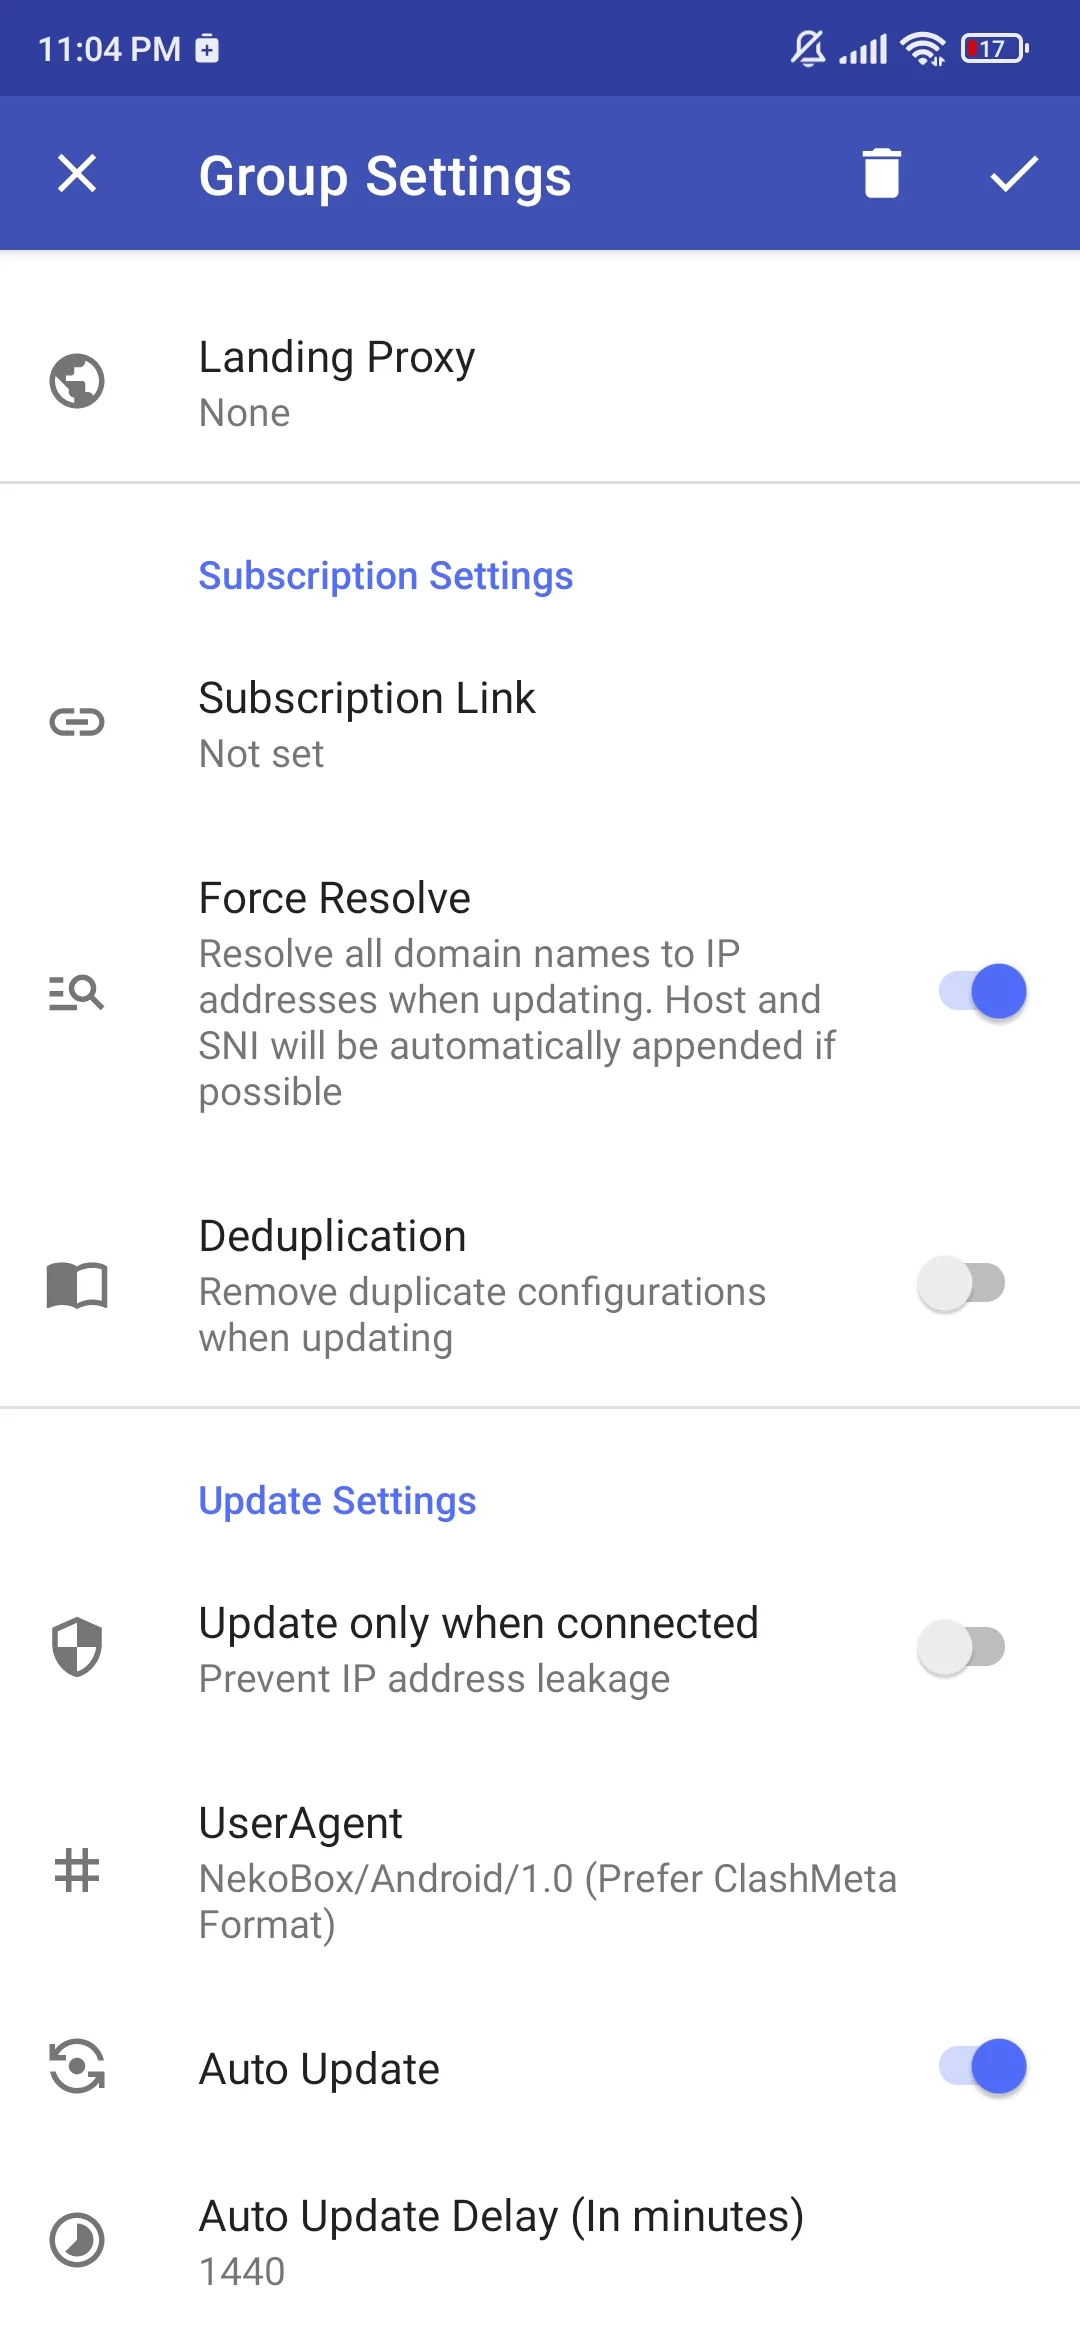 11:04 PM
17
Group Settings
Landing Proxy
None
Subscription Settings
Subscription Link
Not set
Force Resolve
Resolve all domain names to IP
addresses when updating. Host and
SNI will be automatically appended if
possible
Deduplication
Remove duplicate configurations
when updating
Update Settings
Update only when connected
Prevent IP address leakage
UserAgent
NekoBox/Android/1.0 (Prefer ClashMeta
Format)
Auto Update
Auto Update Delay (In minutes)
1440